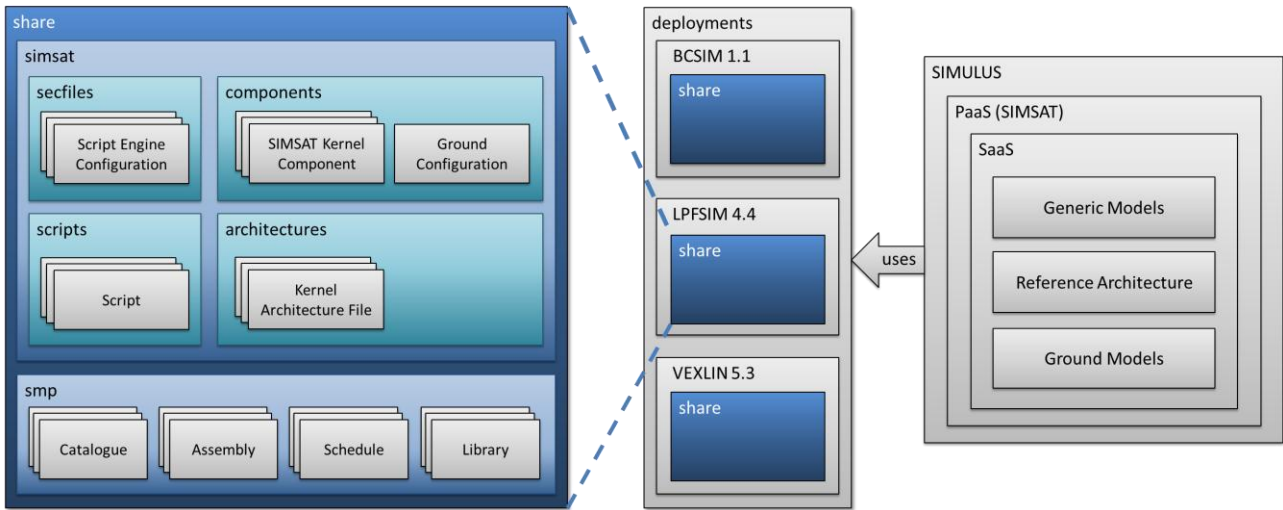 share
simsat
secfiles
Script Engine
Configuration
components
SIMSAT Kernel
Component
Ground
Configuration
scripts
Script
architectures
Kernel
Architecture File
smp
Catalogue
Assembly
Schedule
Library
deployments
BCSIM 1.1
share
LPFSIM 4.4
share
VEXLIN 5.3
share
uses
SIMULUS
PaaS (SIMSAT)
SaaS
Generic Models
Reference Architecture
Ground Models